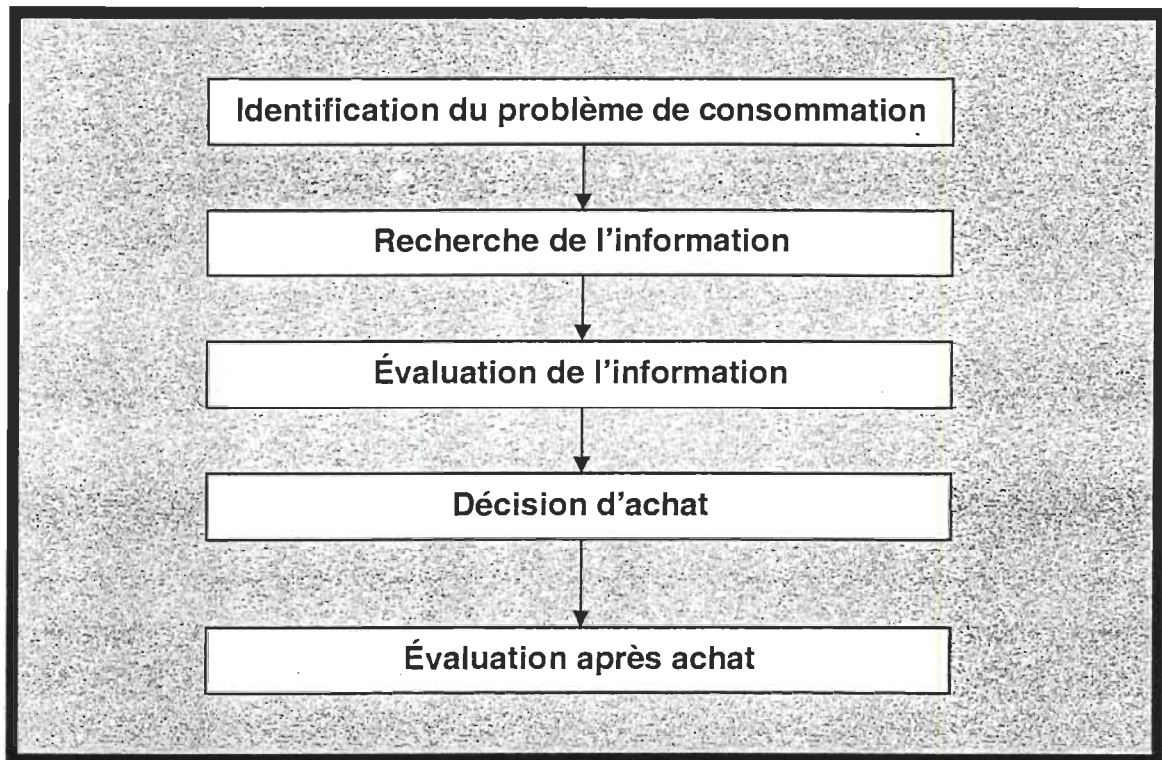 Identification du problème de consommation
Recherche de l'information
Évaluation de l'information
Décision d'achat
Évaluation après achat